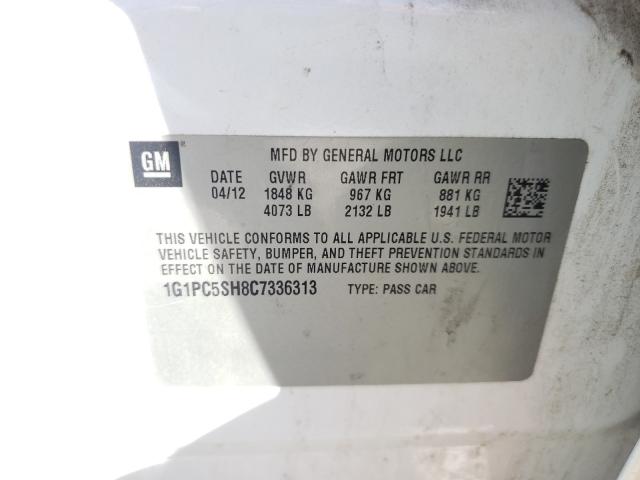 GM
MFD BY GENERAL MOTORS LLC
DATE GVWR GAWR FRT GAWR RR
04/12 1848 KG 967 KG 881 KG
4073 LB 2132 LB 1941 LB
THIS VEHICLE CONFORMS TO ALL APPLICABLE U.S. FEDERAL MOTOR
VEHICLE SAFETY, BUMPER, AND THEFT PREVENTION STANDARDS IN
EFFECT ON THE DATE OF MANUFACTURE SHOWN ABOVE.
1G1PC5SH8C7336313 TYPE: PASS CAR